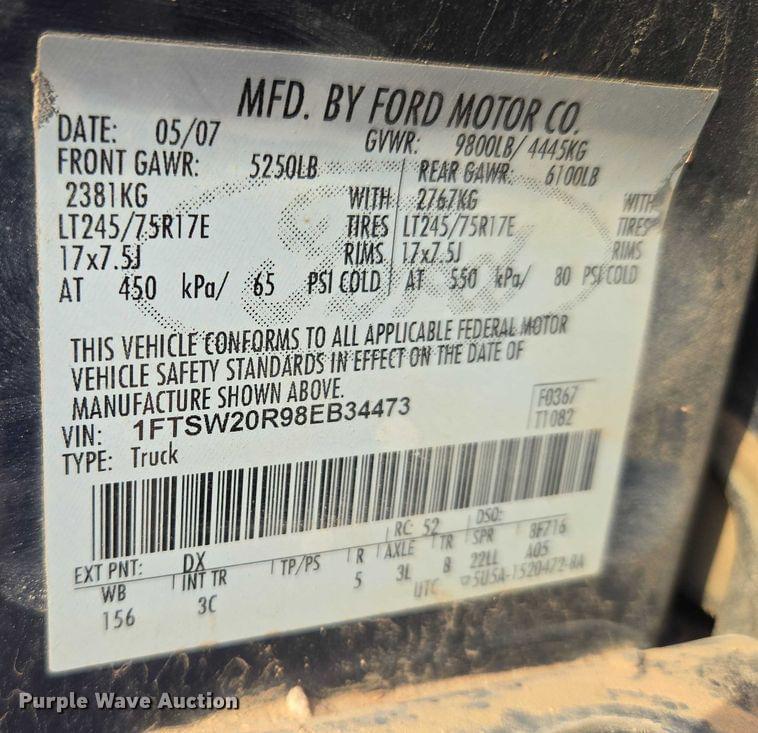 MFD. BY FORD MOTOR CO.
DATE: 05/07 GVWR: 9800LB/ 4445KG
FRONT GAWR: 5250LB REAR GAWR: 6100LB
2381KG WITH 2767KG WITH
LT245/75R17E TIRES LT245/75R17E TIRES
17x7.5J RIMS 17x7.5J RIMS
AT 450 kPa/ 65 PSI COLD AT 550 kPa/ 80 PSI COLD
THIS VEHICLE CONFORMS TO ALL APPLICABLE FEDERAL MOTOR
VEHICLE SAFETY STANDARDS IN EFFECT ON THE DATE OF
MANUFACTURE SHOWN ABOVE.
VIN: 1FTSW20R98EB34473 F0367
TYPE: Truck T1082
EXT PNT: DX RC: 52 DSO: 8F716
WB INT TR TP/PS R AXLE TR SPR A05
156 3C 5 3L B 22LL
UTC 5U5A-1520472-BA
Purple Wave Auction